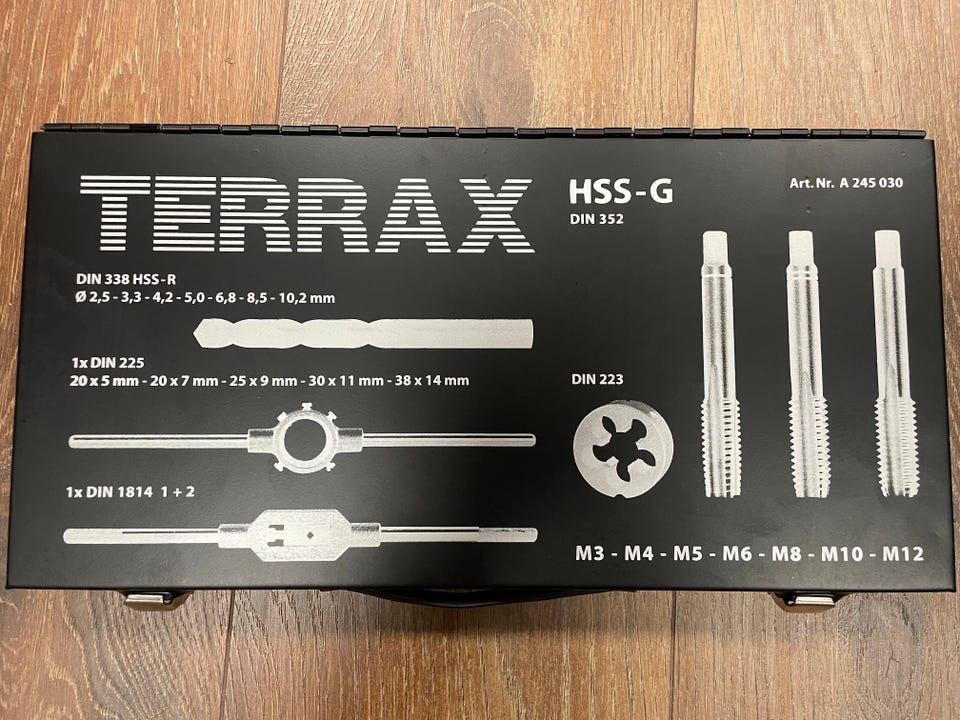 TERRAX
HSS-G
DIN 352
Art.Nr. A 245 030
DIN 338 HSS-R
Ø 2,5 - 3,3 - 4,2 - 5,0 - 6,8 - 8,5 - 10,2 mm
1x DIN 225
20 x 5 mm - 20 x 7 mm - 25 x 9 mm - 30 x 11 mm - 38 x 14 mm
DIN 223
1x DIN 1814 1 + 2
M3 - M4 - M5 - M6 - M8 - M10 - M12